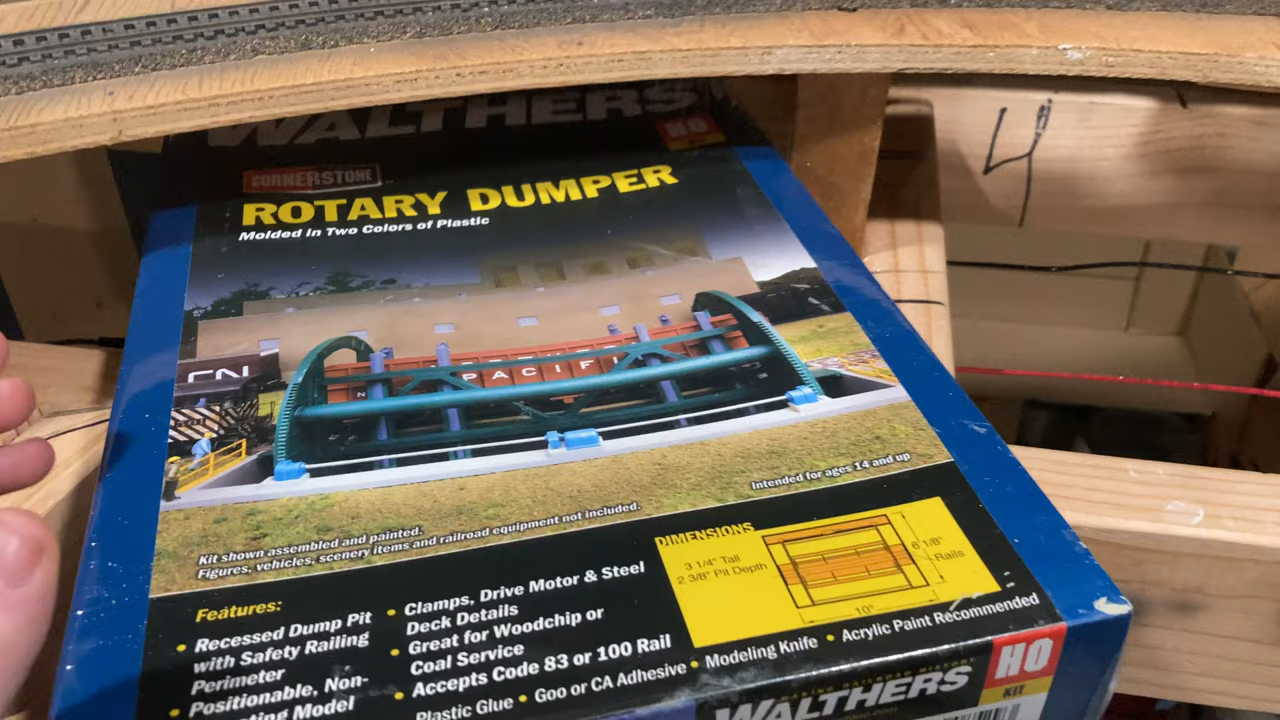 WALTHERS
HO
4
CORNERSTONE
ROTARY DUMPER
Molded in Two Colors of Plastic
CN
PACIFI
N
Intended for ages 14 and up
Kit shown assembled and painted.
Figures, vehicles, scenery items and railroad equipment not included.
DIMENSIONS
3 1/4" Tall
2 3/8" Pit Depth
6 1/8"
Rails
10"
Features:
• Recessed Dump Pit
with Safety Railing
Perimeter
• Positionable, Non-
Model
• Clamps, Drive Motor & Steel
Deck Details
• Great for Woodchip or
Coal Service
• Accepts Code 83 or 100 Rail
Plastic Glue • Goo or CA Adhesive • Modeling Knife • Acrylic Paint Recommended
WALTHERS
HO
KIT